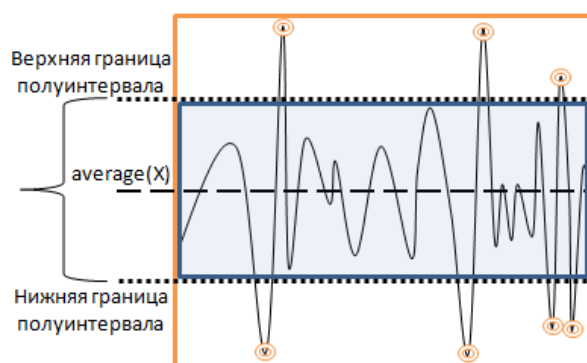 Верхняя граница
полуинтервала
average(X)
Нижняя граница
полуинтервала